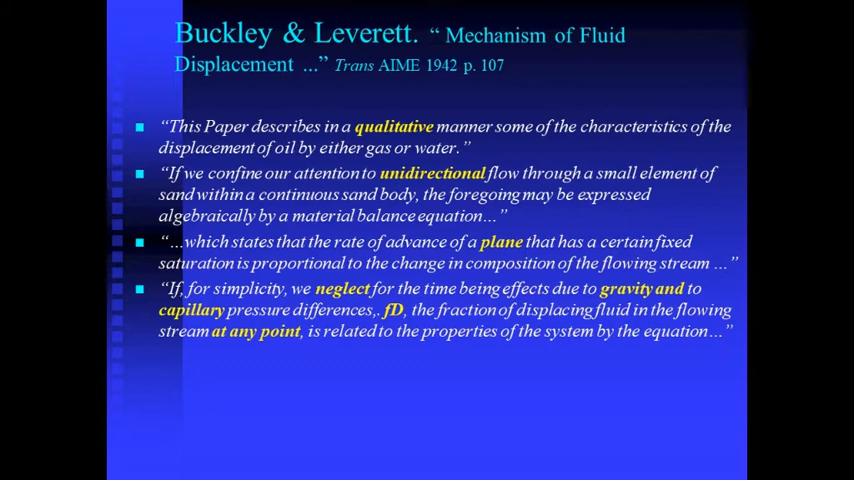 Buckley & Leverett. “ Mechanism of Fluid
Displacement ...” Trans AIME 1942 p. 107
“This Paper describes in a qualitative manner some of the characteristics of the
displacement of oil by either gas or water.”
“If we confine our attention to unidirectional flow through a small element of
sand within a continuous sand body, the foregoing may be expressed
algebraically by a material balance equation…”
“…which states that the rate of advance of a plane that has a certain fixed
saturation is proportional to the change in composition of the flowing stream …”
“If, for simplicity, we neglect for the time being effects due to gravity and to
capillary pressure differences,. fD, the fraction of displacing fluid in the flowing
stream at any point, is related to the properties of the system by the equation…”